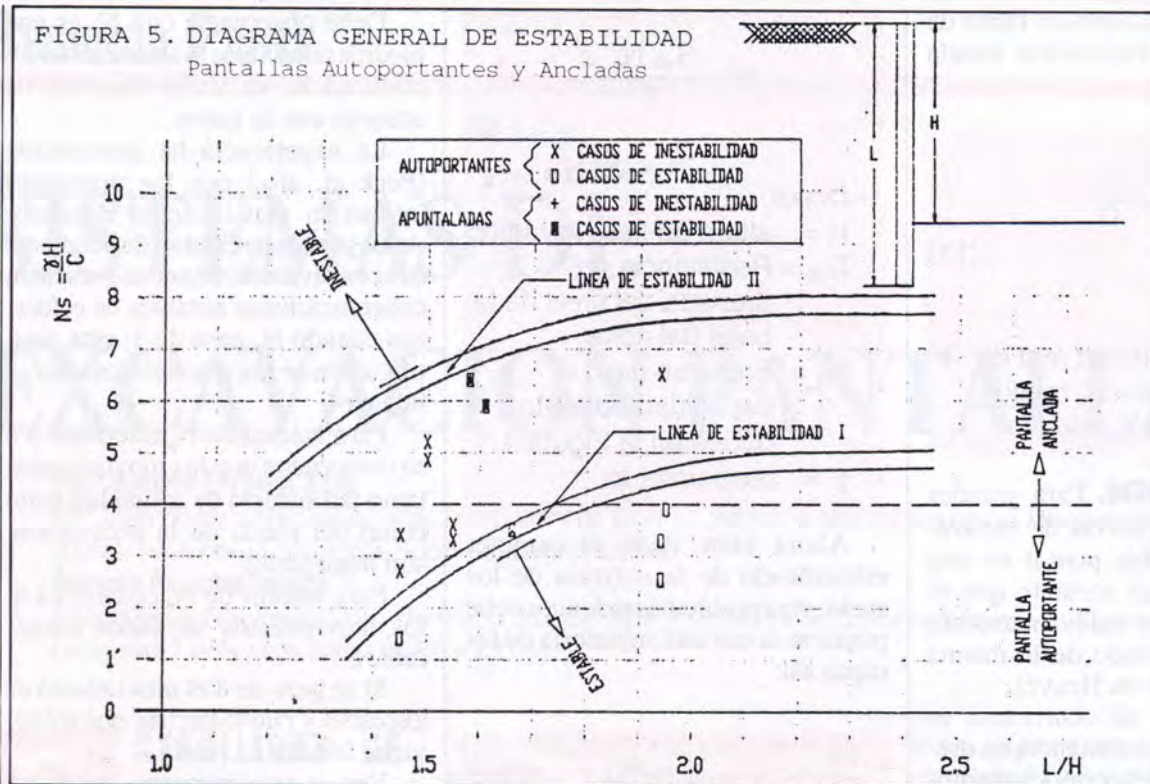 FIGURA 5. DIAGRAMA GENERAL DE ESTABILIDAD
Pantallas Autoportantes y Ancladas
H
L
AUTOPORTANTES
X CASOS DE INESTABILIDAD
▯ CASOS DE ESTABILIDAD
APUNTALADAS
+ CASOS DE INESTABILIDAD
CASOS DE ESTABILIDAD
INESTABLE
LINEA DE ESTABILIDAD II
LINEA DE ESTABILIDAD I
ESTABLE
PANTALLA ANCLADA
PANTALLA AUTOPORTANTE
Ns = γH/C
10
9
8
7
6
5
4
3
2
1
0
1.0
1.5
2.0
2.5
L/H